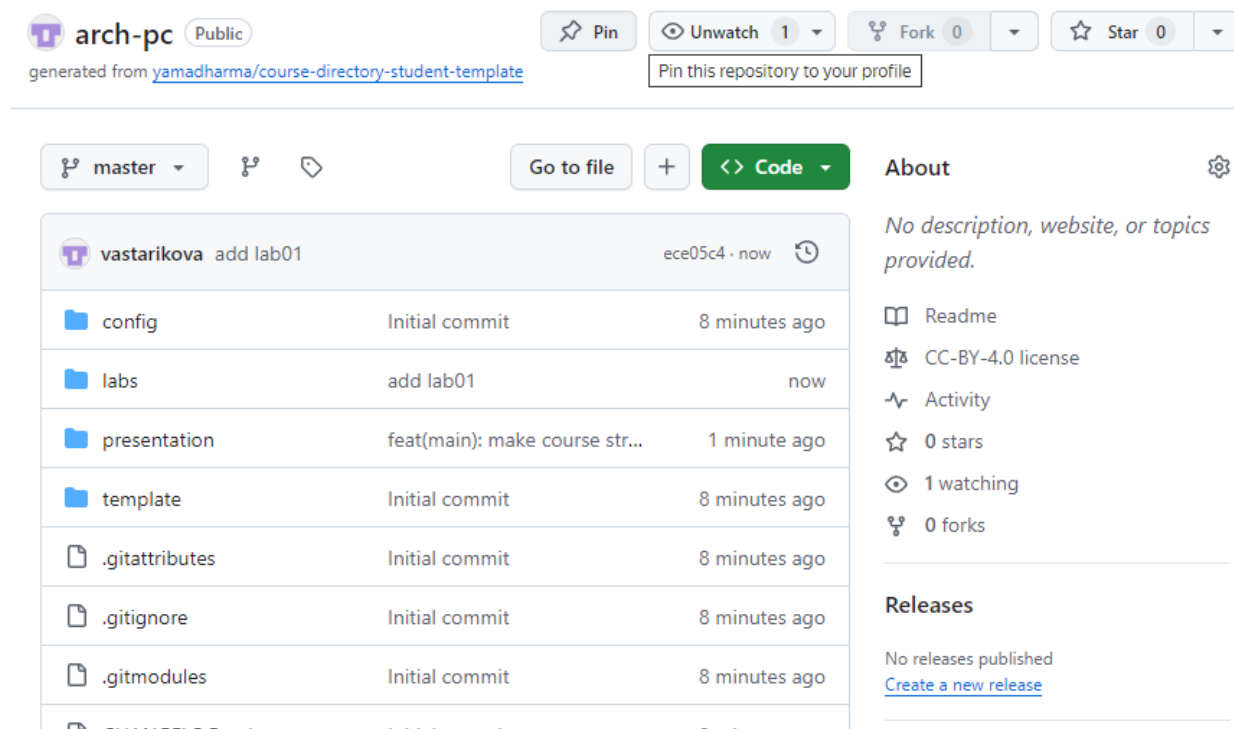 arch-pc Public Pin Unwatch 1 Fork 0 Star 0
generated from yamadharma/course-directory-student-template
Pin this repository to your profile
master Go to file + <> Code
vastarikova add lab01 ece05c4 · now
config Initial commit 8 minutes ago
labs add lab01 now
presentation feat(main): make course str... 1 minute ago
template Initial commit 8 minutes ago
.gitattributes Initial commit 8 minutes ago
.gitignore Initial commit 8 minutes ago
.gitmodules Initial commit 8 minutes ago
About
No description, website, or topics
provided.
Readme
CC-BY-4.0 license
Activity
0 stars
1 watching
0 forks
Releases
No releases published
Create a new release